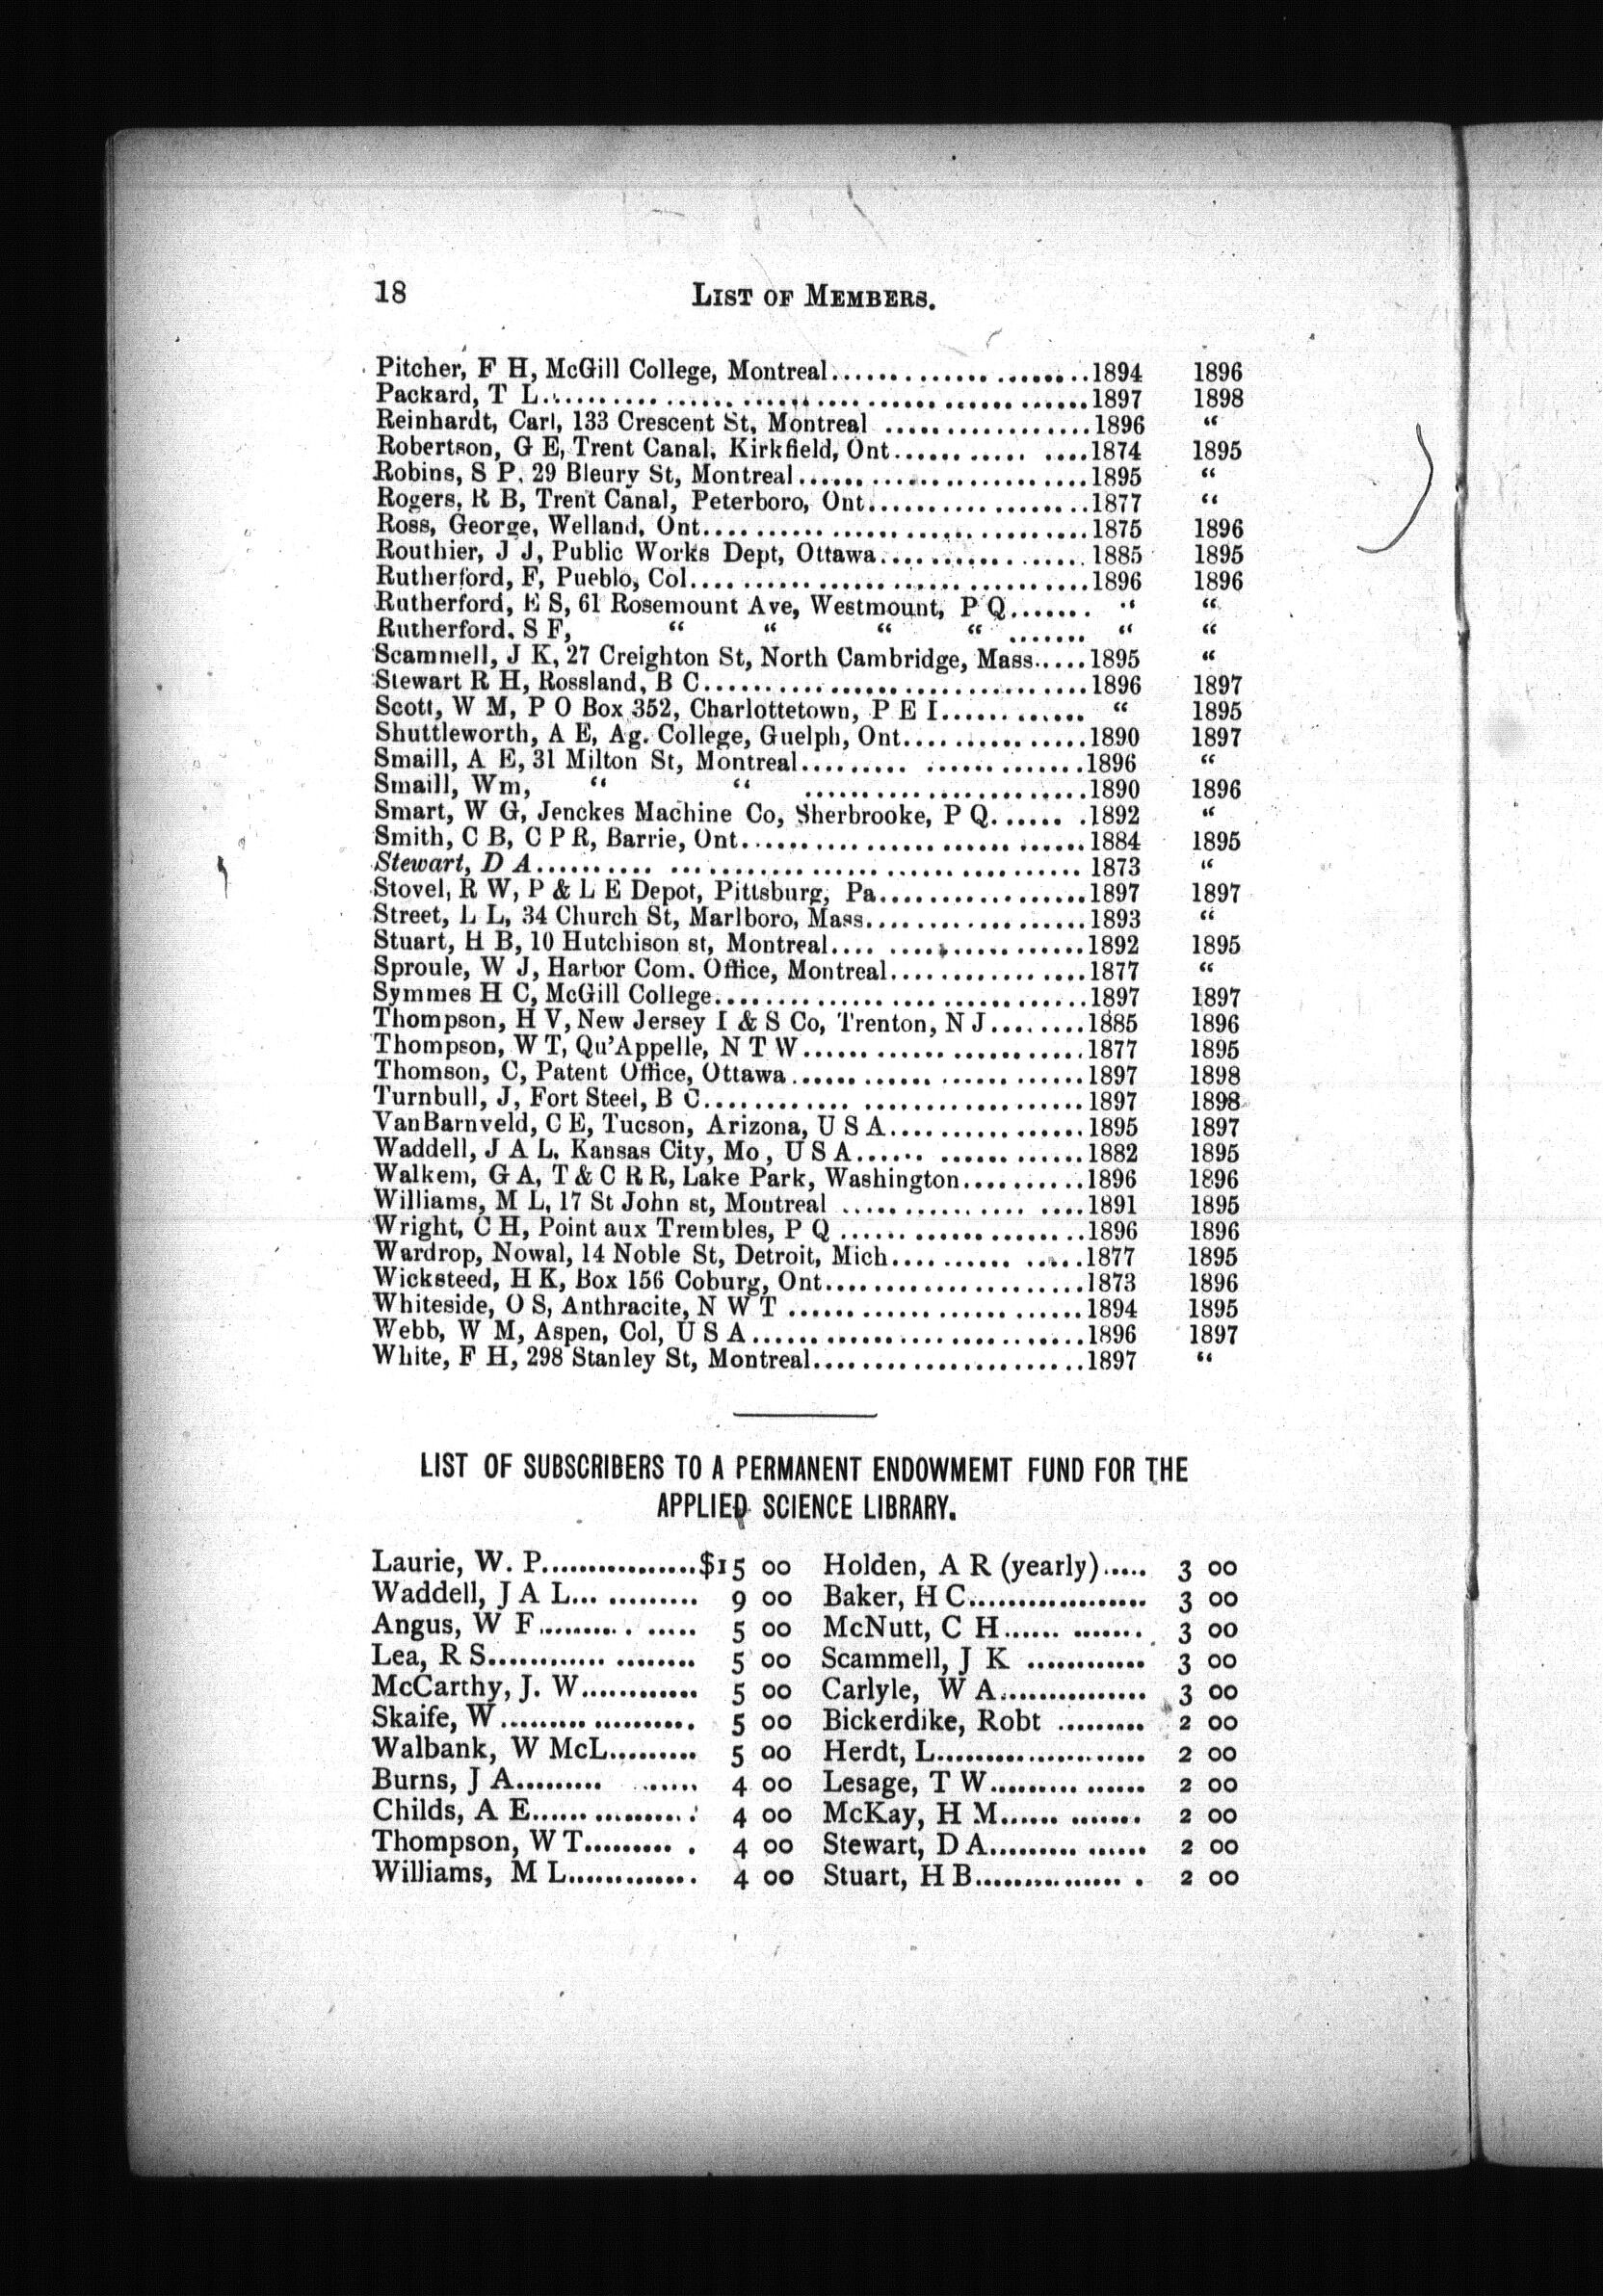 18 LIST OF MEMBERS.
Pitcher, F H, McGill College, Montreal..........................1894 1896
Packard, T L..........................1897 1898
Reinhardt, Carl, 133 Crescent St, Montreal ..................1896 “
Robertson, G E, Trent Canal, Kirkfield, Ont...............1874 1895
Robins, S P. 29 Bleury St, Montreal..........................1895 “
Rogers, R B, Trent Canal, Peterboro, Ont....................1877 “
Ross, George, Welland, Ont..........................1875 1896
Routhier, J J, Public Works Dept, Ottawa....................1885 1895
Rutherford, F, Pueblo, Col..........................1896 1896
Rutherford, E S, 61 Rosemount Ave, Westmount, P Q....... “ “
Rutherford. S F, “ “ “ “ ....... “ “
Scammell, J K, 27 Creighton St, North Cambridge, Mass.....1895 “
Stewart R H, Rossland, B C..........................1896 1897
Scott, W M, P O Box 352, Charlottetown, P E I............ “ 1895
Shuttleworth, A E, Ag. College, Guelph, Ont................1890 1897
Smaill, A E, 31 Milton St, Montreal......................1896 “
Smaill, Wm, “ “ ..........................1890 1896
Smart, W G, Jenckes Machine Co, Sherbrooke, P Q...... .1892 “
Smith, C B, C P R, Barrie, Ont..........................1884 1895
Stewart, D A.......................... 1873 “
Stovel, R W, P & L E Depot, Pittsburg, Pa..................1897 1897
Street, L L, 34 Church St, Marlboro, Mass....................1893 “
Stuart, H B, 10 Hutchison st, Montreal....................1892 1895
Sproule, W J, Harbor Com. Office, Montreal................1877 “
Symmes H C, McGill College..........................1897 1897
Thompson, H V, New Jersey I & S Co, Trenton, N J........1885 1896
Thompson, W T, Qu'Appelle, N T W..........................1877 1895
Thomson, C, Patent Office, Ottawa..........................1897 1898
Turnbull, J, Fort Steel, B C..........................1897 1898
VanBarnveld, C E, Tucson, Arizona, U S A..................1895 1897
Waddell, J A L. Kansas City, Mo, U S A...... ............1882 1895
Walkem, G A, T & C R R, Lake Park, Washington..........1896 1896
Williams, M L, 17 St John st, Moutreal ....................1891 1895
Wright, C H, Point aux Trembles, P Q ....................1896 1896
Wardrop, Nowal, 14 Noble St, Detroit, Mich.......... .....1877 1895
Wicksteed, H K, Box 156 Coburg, Ont......................1873 1896
Whiteside, O S, Anthracite, N W T ........................1894 1895
Webb, W M, Aspen, Col, U S A..........................1896 1897
White, F H, 298 Stanley St, Montreal......................1897 “
LIST OF SUBSCRIBERS TO A PERMANENT ENDOWMEMT FUND FOR THE
APPLIED SCIENCE LIBRARY.
Laurie, W. P................$15 00 Holden, A R (yearly)..... 3 00
Waddell, J A L... ......... 9 00 Baker, H C.................. 3 00
Angus, W F.......... ..... 5 00 McNutt, C H...... ....... 3 00
Lea, R S............ ........ 5 00 Scammell, J K ............ 3 00
McCarthy, J. W............ 5 00 Carlyle, W A............... 3 00
Skaife, W ......... .......... 5 00 Bickerdike, Robt ......... 2 00
Walbank, W McL......... 5 00 Herdt, L..................... 2 00
Burns, J A......... ...... 4 00 Lesage, T W......... ...... 2 00
Childs, A E...... .......... 4 00 McKay, H M...... ....... 2 00
Thompson, W T......... . 4 00 Stewart, D A......... ...... 2 00
Williams, M L............. 4 00 Stuart, H B............... . 2 00